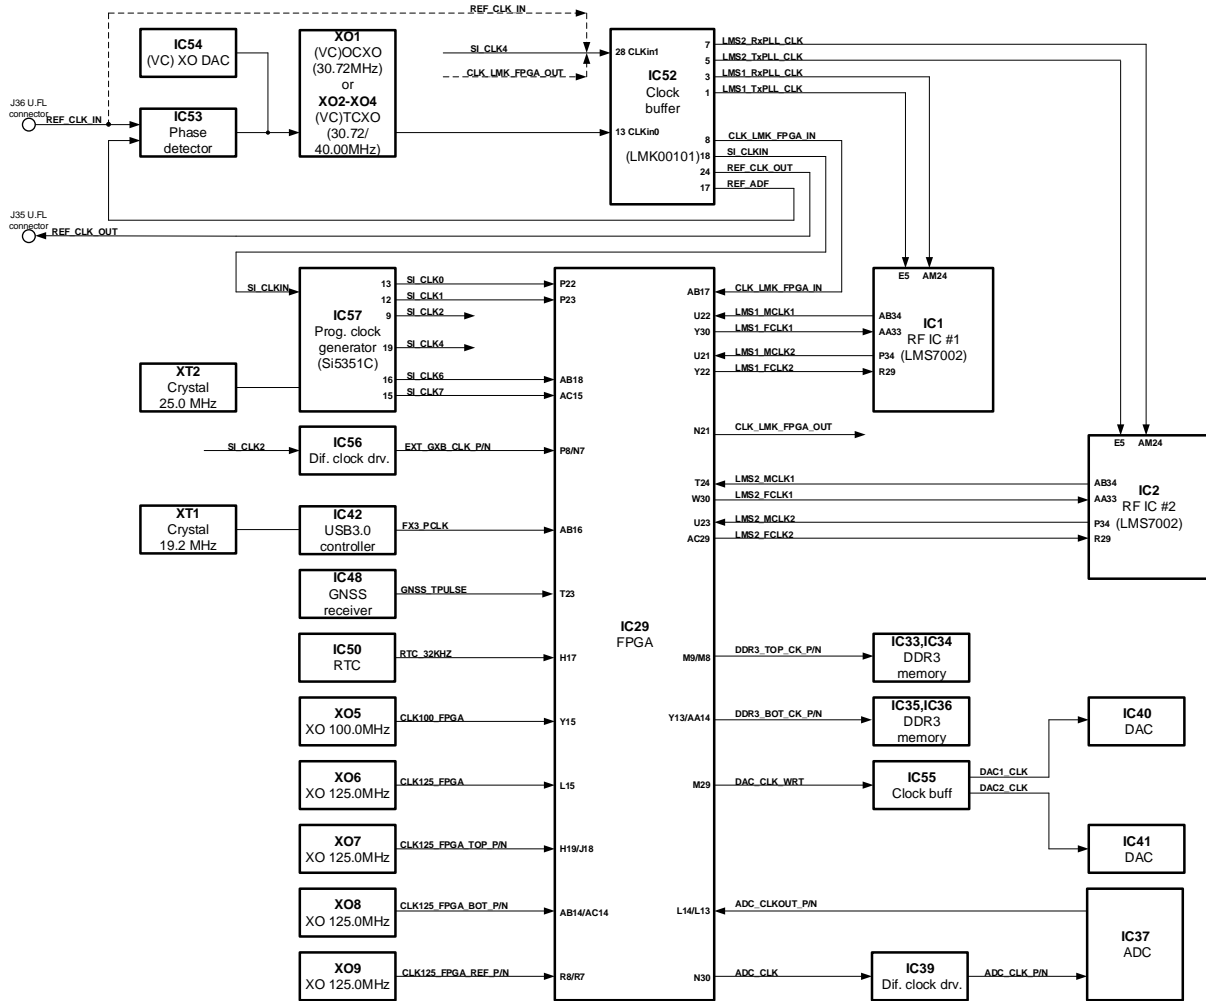 REF_CLK_IN
IC54
(VC) XO DAC
XO1
(VC)OCXO
(30.72MHz)
or
XO2-XO4
(VC)TCXO
(30.72/
40.00MHz)
SI_CLK4
CLK_LMK_FPGA_OUT
28 CLKin1
13 CLKin0
IC52
Clock
buffer
(LMK00101)
7
5
3
1
8
18
24
17
LMS2_RxPLL_CLK
LMS2_TxPLL_CLK
LMS1_RxPLL_CLK
LMS1_TxPLL_CLK
CLK_LMK_FPGA_IN
SI_CLKIN
REF_CLK_OUT
REF_ADF
J36 U.FL
connector
REF_CLK_IN
IC53
Phase
detector
J35 U.FL
connector
REF_CLK_OUT
SI_CLKIN
IC57
Prog. clock
generator
(Si5351C)
13
12
9
19
16
15
SI_CLK0
SI_CLK1
SI_CLK2
SI_CLK4
SI_CLK6
SI_CLK7
XT2
Crystal
25.0 MHz
SI_CLK2
IC56
Dif. clock drv.
EXT_GXB_CLK_P/N
XT1
Crystal
19.2 MHz
IC42
USB3.0
controller
FX3_PCLK
IC48
GNSS
receiver
GNSS_TPULSE
IC50
RTC
RTC_32KHZ
XO5
XO 100.0MHz
CLK100_FPGA
XO6
XO 125.0MHz
CLK125_FPGA
XO7
XO 125.0MHz
CLK125_FPGA_TOP_P/N
XO8
XO 125.0MHz
CLK125_FPGA_BOT_P/N
XO9
XO 125.0MHz
CLK125_FPGA_REF_P/N
P22
P23
AB18
AC15
P8/N7
AB16
T23
H17
Y15
L15
H19/J18
AB14/AC14
R8/R7
IC29
FPGA
AB17
U22
Y30
U21
Y22
N21
T24
W30
U23
AC29
M9/M8
Y13/AA14
M29
L14/L13
N30
CLK_LMK_FPGA_IN
LMS1_MCLK1
LMS1_FCLK1
LMS1_MCLK2
LMS1_FCLK2
CLK_LMK_FPGA_OUT
LMS2_MCLK1
LMS2_FCLK1
LMS2_MCLK2
LMS2_FCLK2
DDR3_TOP_CK_P/N
DDR3_BOT_CK_P/N
DAC_CLK_WRT
ADC_CLKOUT_P/N
ADC_CLK
E5 AM24
AB34
AA33
P34
R29
IC1
RF IC #1
(LMS7002)
E5 AM24
AB34
AA33
P34
R29
IC2
RF IC #2
(LMS7002)
IC33,IC34
DDR3
memory
IC35,IC36
DDR3
memory
IC55
Clock buff
DAC1_CLK
DAC2_CLK
IC40
DAC
IC41
DAC
IC39
Dif. clock drv.
ADC_CLK_P/N
IC37
ADC